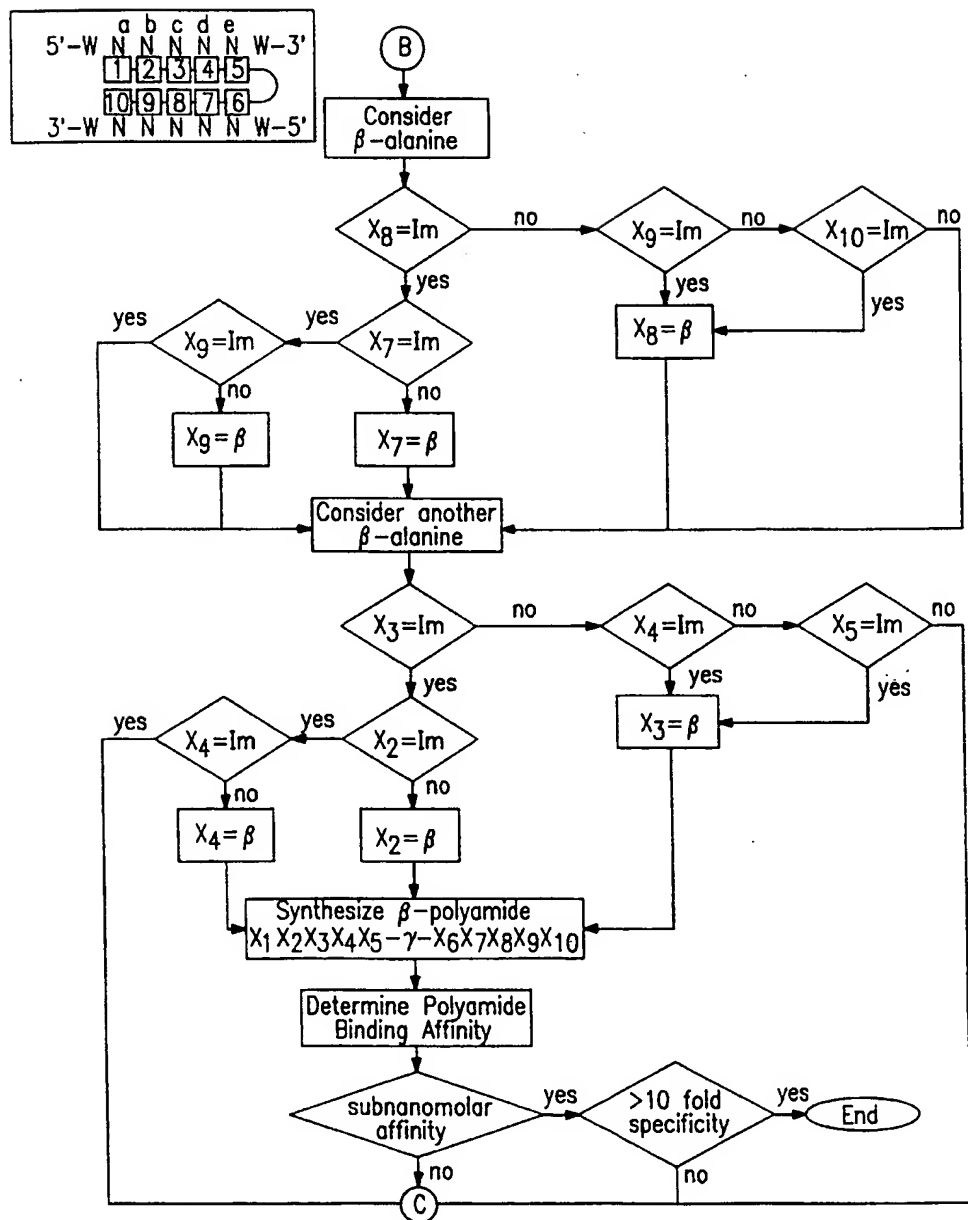 a b c d e
5'-W N N N N N W-3'
1 2 3 4 5
10 9 8 7 6
3'-W N N N N N W-5'
B
Consider
β-alanine
X8=Im
no
X9=Im
no
X10=Im
no
yes
yes
yes
X8=β
yes
X9=Im
yes
X7=Im
no
no
X9=β
X7=β
Consider another
β-alanine
X3=Im
no
X4=Im
no
X5=Im
no
yes
yes
yes
X3=β
yes
X4=Im
yes
X2=Im
no
no
X4=β
X2=β
Synthesize β-polyamide
X1X2X3X4X5-γ-X6X7X8X9X10
Determine Polyamide
Binding Affinity
subnanomolar
affinity
yes
>10 fold
specificity
yes
End
no
no
C